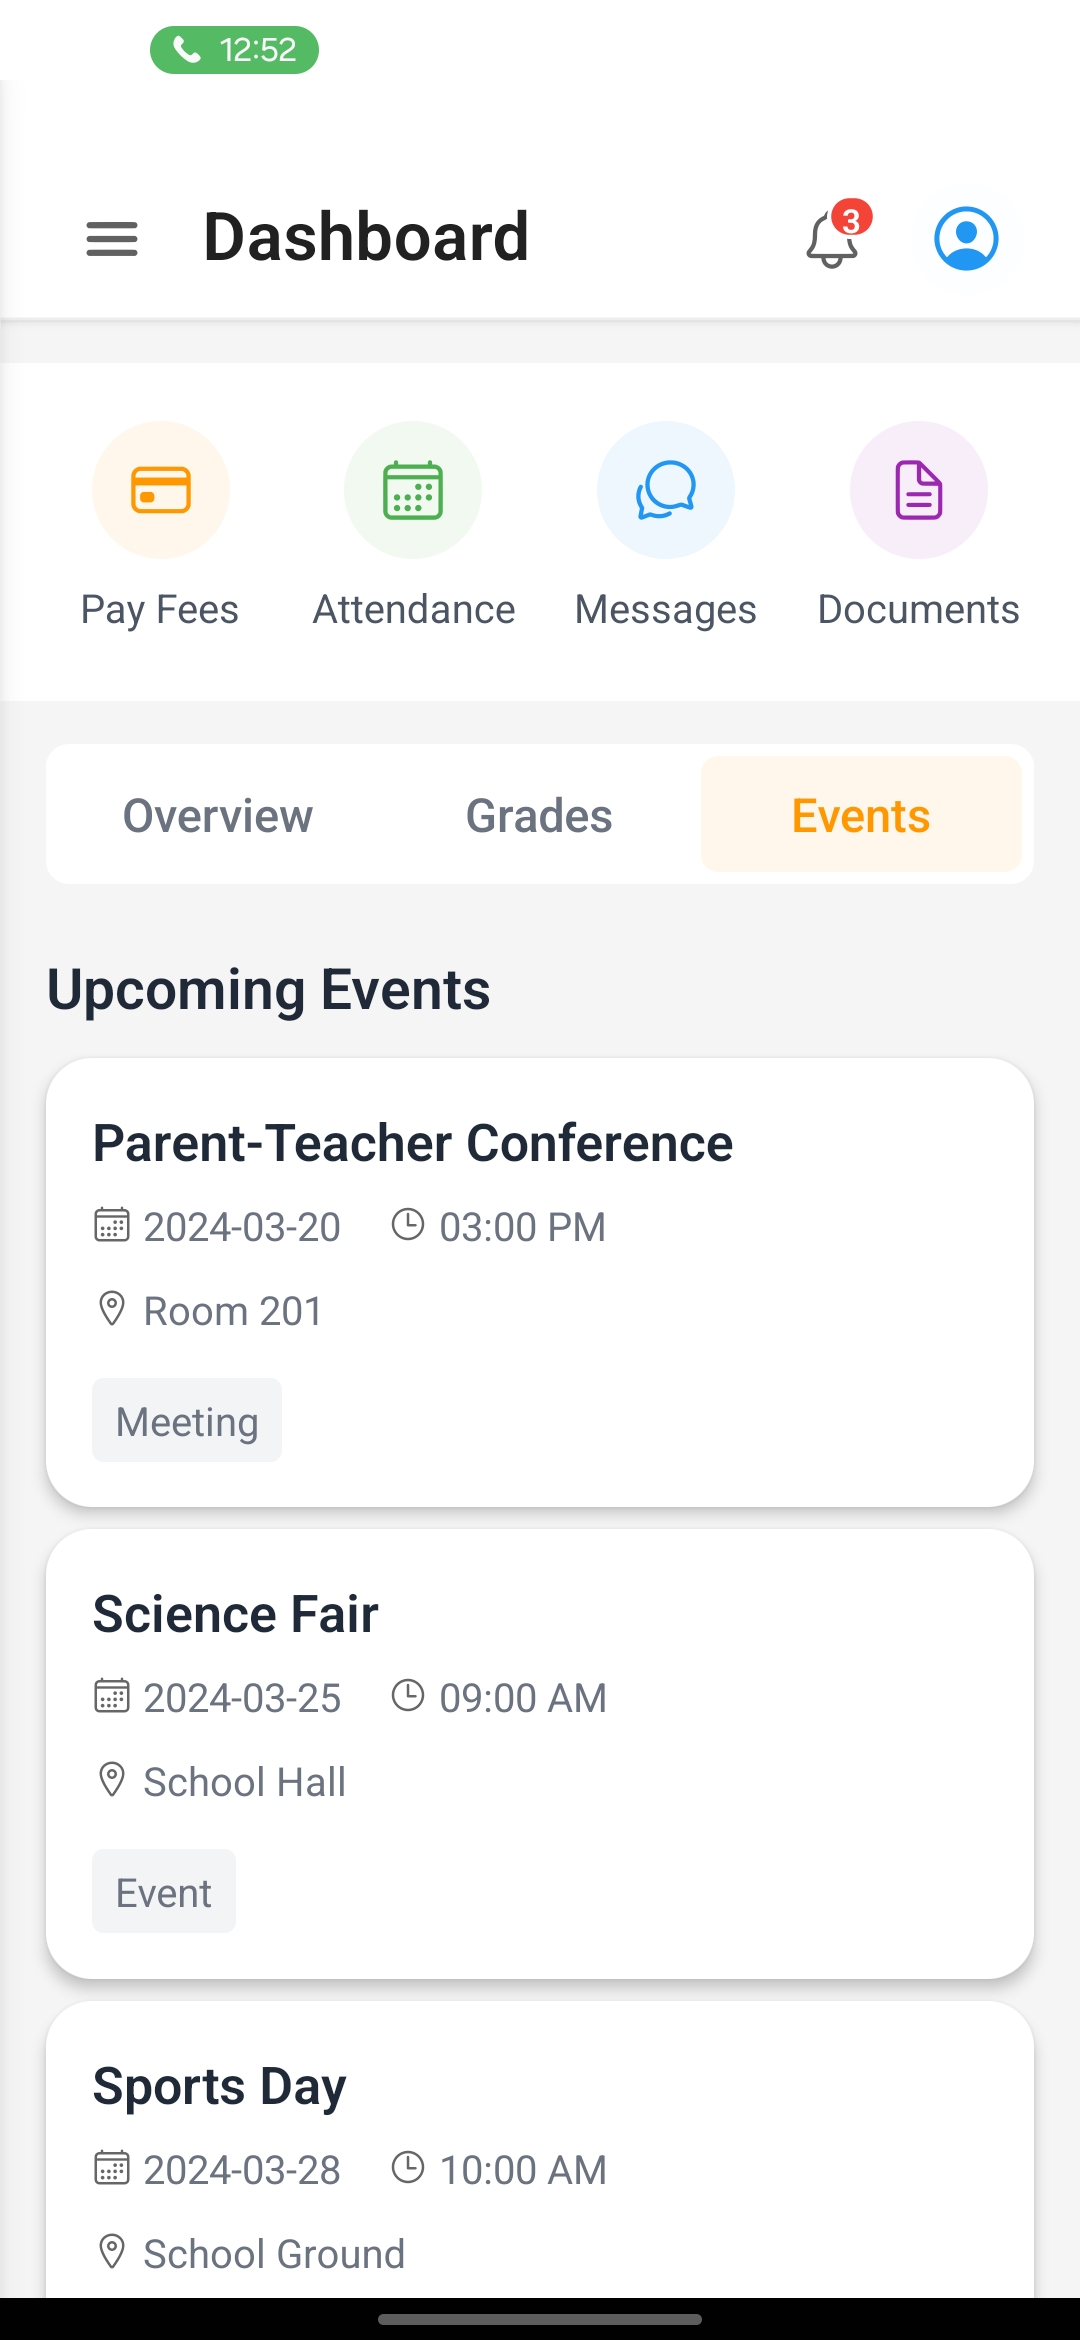 12:52
Dashboard
3
Pay Fees
Attendance
Messages
Documents
Overview
Grades
Events
Upcoming Events
Parent-Teacher Conference
2024-03-20
03:00 PM
Room 201
Meeting
Science Fair
2024-03-25
09:00 AM
School Hall
Event
Sports Day
2024-03-28
10:00 AM
School Ground